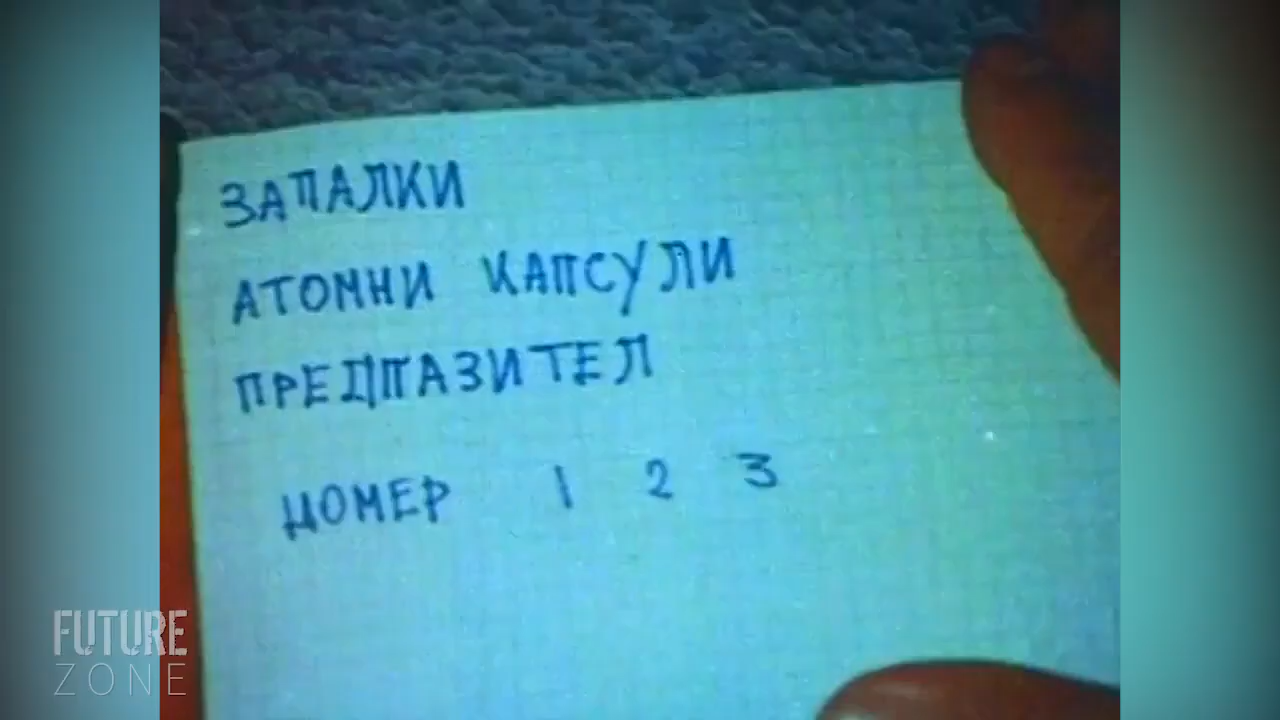 ЗАПАЛКИ
АТОМНИ КАПСУЛИ
ПРЕДПАЗИТЕЛ
НОМЕР 1 2 3
FUTURE
ZONE